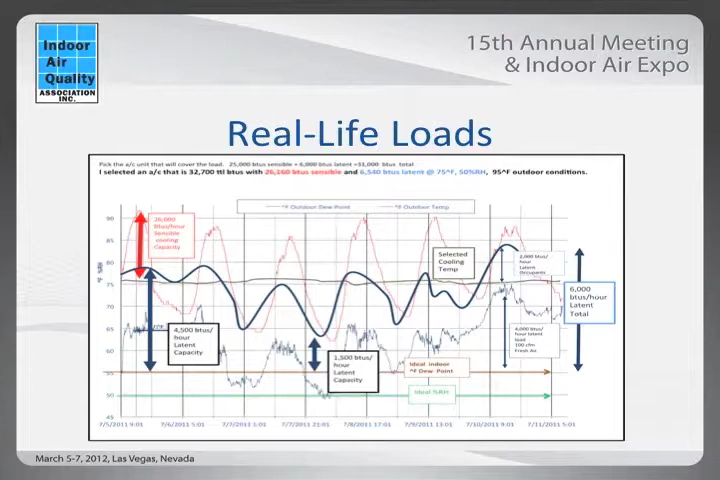 Indoor
Air
Quality
ASSOCIATION
INC.
15th Annual Meeting
& Indoor Air Expo
Real-Life Loads
Pick the a/c unit that will cover the load. 25,000 btus sensible + 6,000 btus latent =33,000 btus total
I selected an a/c that is 32,700 ttl btus with 26,160 btus sensible and 6,540 btus latent @ 75^F, 50%RH, 95^F outdoor conditions.
^F Outdoor Dew Point
^F Outdoor Temp
90
85
80
75
70
65
60
55
50
45
26,000
Btus/hour
Sensible
cooling
Capacity
4,500 btus/
hour
Latent
Capacity
1,500 btus/
hour
Latent
Capacity
Selected
Cooling
Temp
2,000 btus/
hour
Latent
Occupants
6,000
btus/hour
Latent
Total
4,000 btus/
hour latent
load
100 cfm
Fresh Air
Ideal indoor
^F Dew Point
Ideal %RH
7/5/2011 9:01
7/6/2011 5:01
7/7/2011 1:01
7/7/2011 21:01
7/8/2011 17:01
7/9/2011 13:01
7/10/2011 9:01
7/11/2011 5:01
March 5-7, 2012, Las Vegas, Nevada